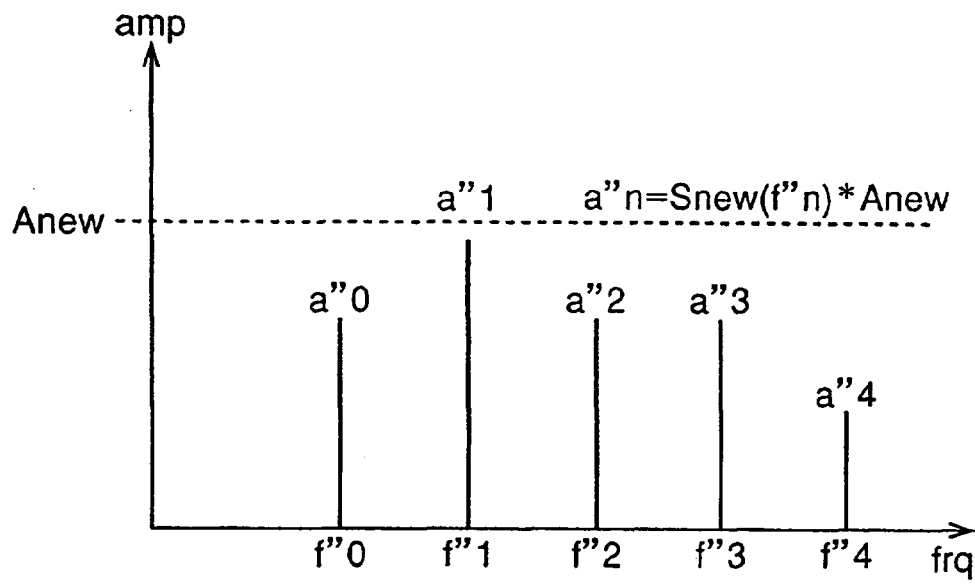 amp
a”1 a”n=Snew(f”n)*Anew
Anew
a”0 a”2 a”3
a”4
f”0 f”1 f”2 f”3 f”4 frq